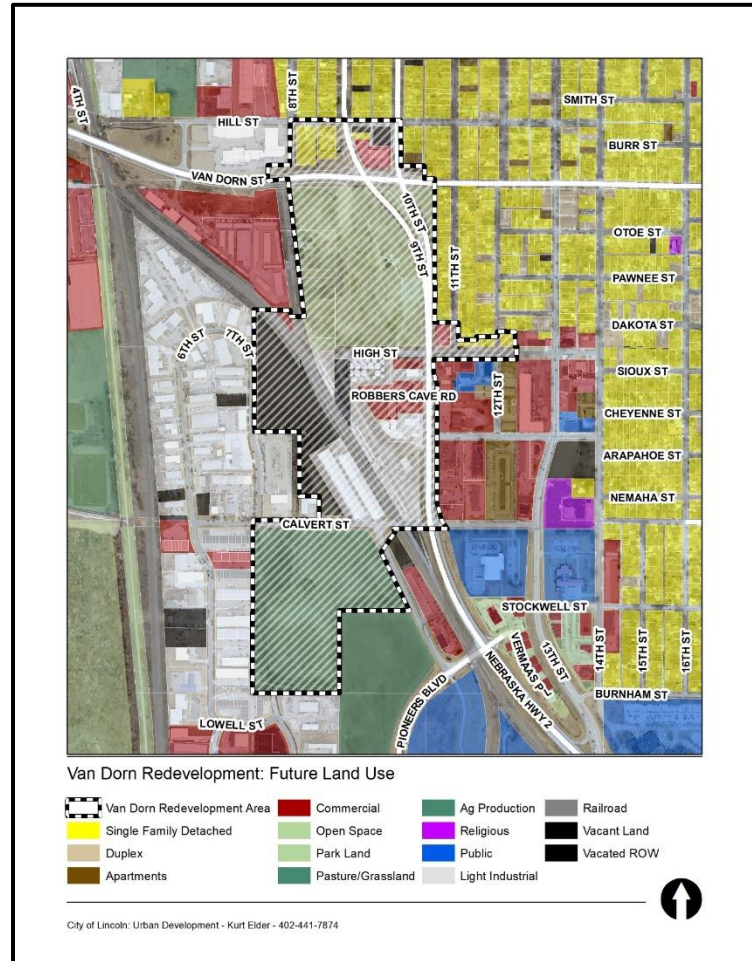 4TH ST
8TH ST
SMITH ST
HILL ST
BURR ST
VAN DORN ST
10TH ST
9TH ST
11TH ST
OTOE ST
PAWNEE ST
6TH ST
7TH ST
DAKOTA ST
HIGH ST
SIOUX ST
ROBBERS CAVE RD
12TH ST
CHEYENNE ST
ARAPAHOE ST
NEMAHA ST
CALVERT ST
STOCKWELL ST
VERMAAS PL
13TH ST
14TH ST
15TH ST
16TH ST
NEBRASKA HWY 2
PIONEERS BLVD
BURNHAM ST
LOWELL ST
Van Dorn Redevelopment: Future Land Use
Van Dorn Redevelopment Area
Single Family Detached
Duplex
Apartments
Commercial
Open Space
Park Land
Pasture/Grassland
Ag Production
Religious
Public
Light Industrial
Railroad
Vacant Land
Vacated ROW
City of Lincoln: Urban Development - Kurt Elder - 402-441-7874